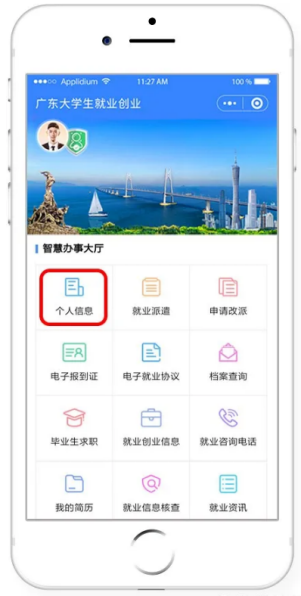 Applidium 11:27 AM 100 %
广东大学生就业创业
智慧办事大厅
个人信息 就业派遣 申请改派
电子报到证 电子就业协议 档案查询
毕业生求职 就业创业信息 就业咨询电话
我的简历 就业信息核查 就业资讯